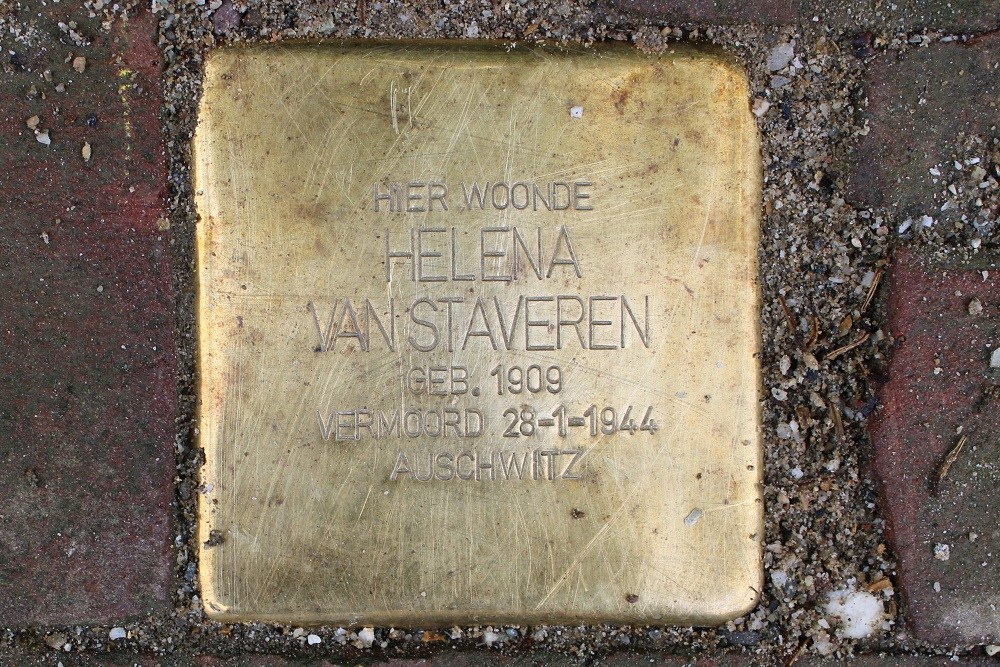 HIER WOONDE
HELENA
VAN STAVEREN
GEB. 1909
VERMOORD 28-1-1944
AUSCHWITZ